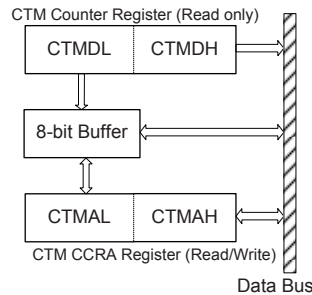 CTM Counter Register (Read only)
CTMDL CTMDH
8-bit Buffer
CTMAL CTMAH
CTM CCRA Register (Read/Write)
Data Bus